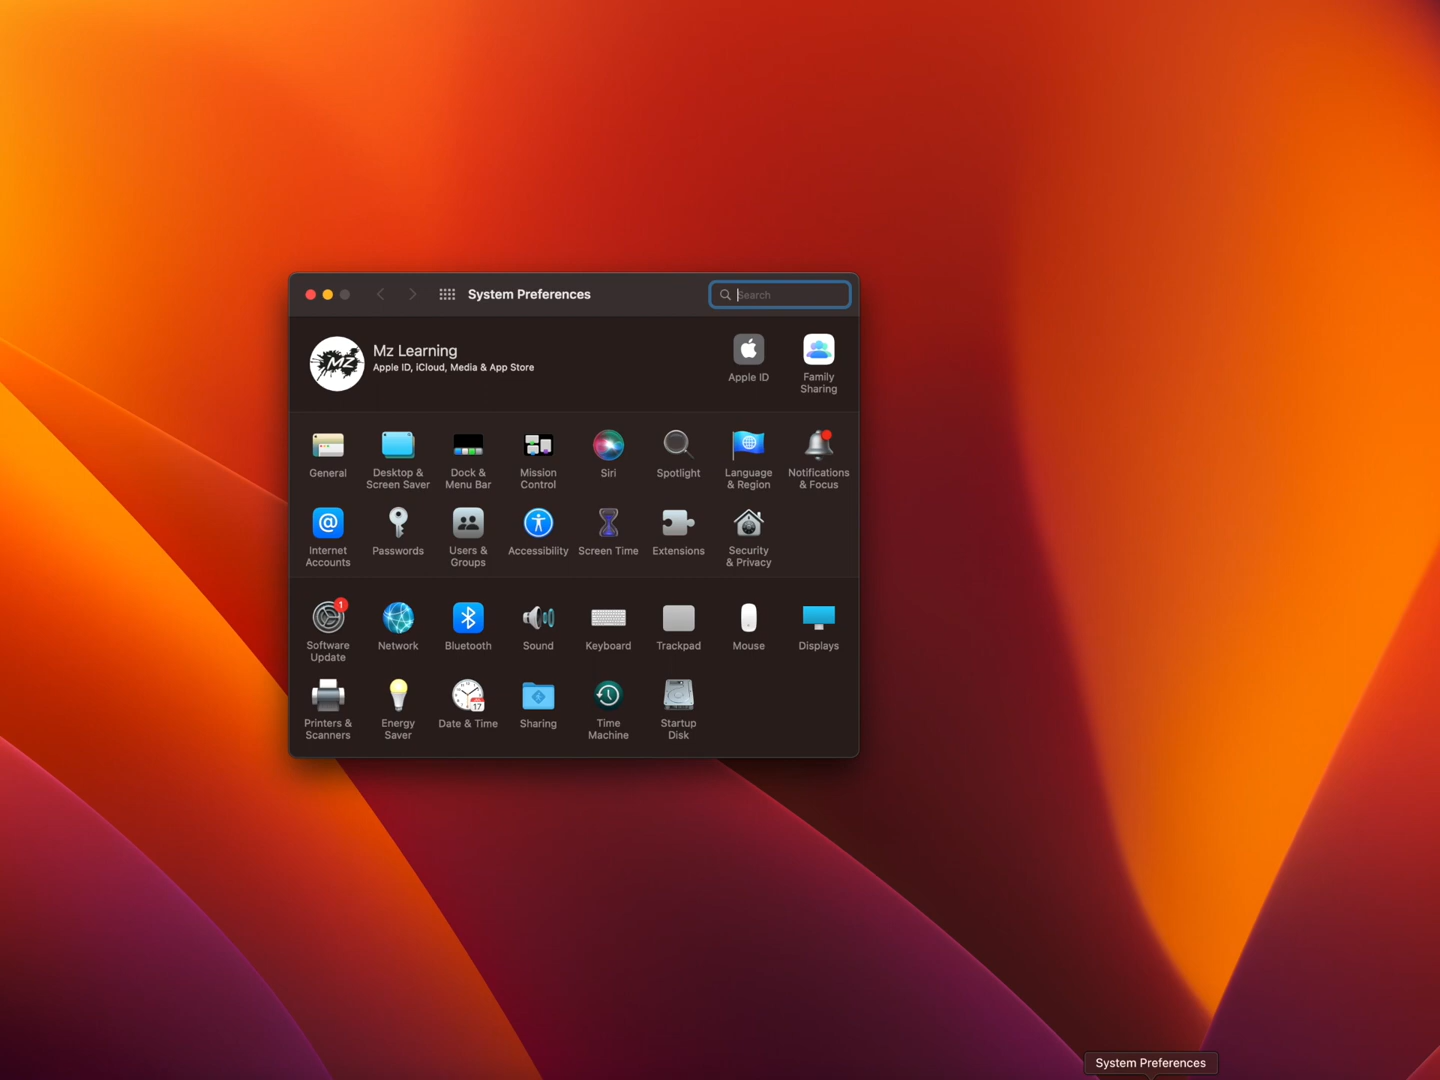 System Preferences
Search
MZ
Mz Learning
Apple ID, iCloud, Media & App Store
Apple ID
Family
Sharing
General
Desktop &
Screen Saver
Dock &
Menu Bar
Mission
Control
Siri
Spotlight
Language
& Region
Notifications
& Focus
Internet
Accounts
Passwords
Users &
Groups
Accessibility
Screen Time
Extensions
Security
& Privacy
1
Software
Update
Network
Bluetooth
Sound
Keyboard
Trackpad
Mouse
Displays
17
Printers &
Scanners
Energy
Saver
Date & Time
Sharing
Time
Machine
Startup
Disk
System Preferences